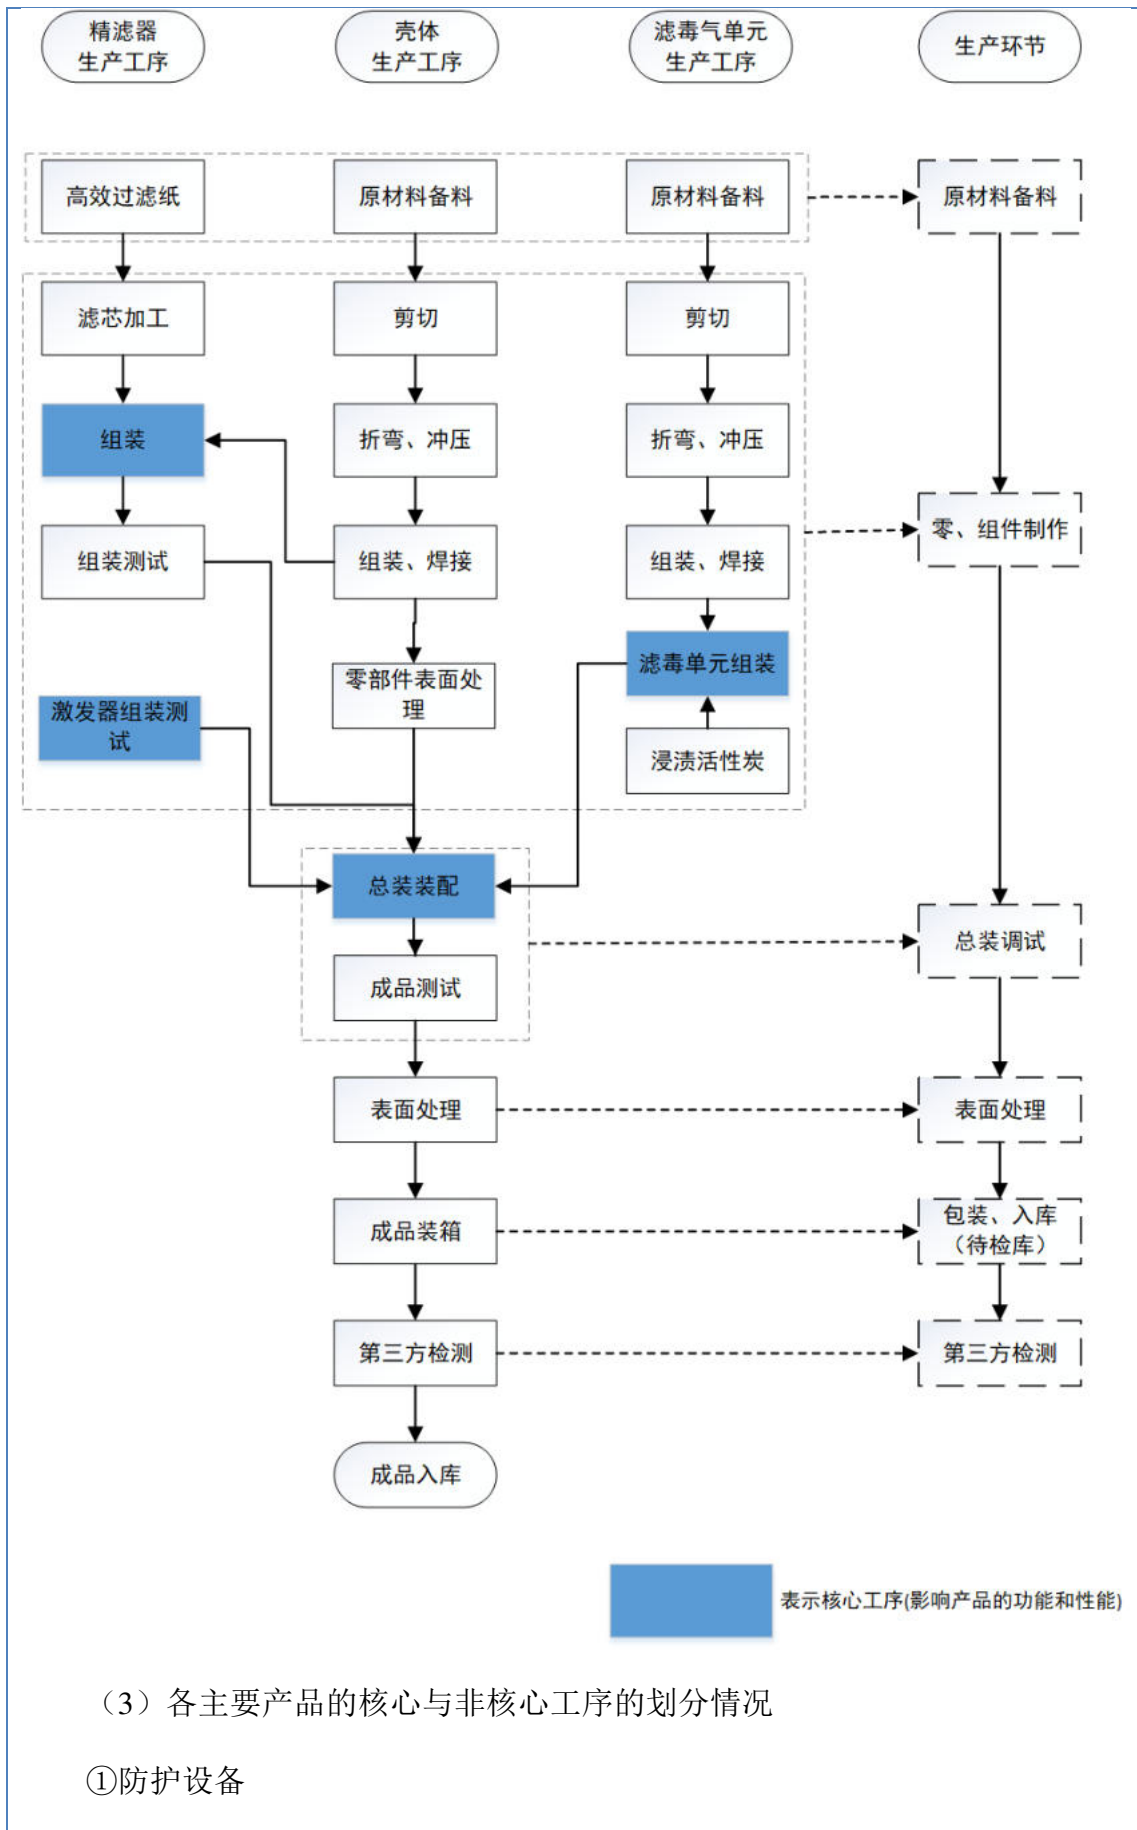 精滤器
生产工序
壳体
生产工序
滤毒气单元
生产工序
生产环节
高效过滤纸
原材料备料
原材料备料
原材料备料
滤芯加工
剪切
剪切
组装
折弯、冲压
折弯、冲压
组装测试
组装、焊接
组装、焊接
零、组件制作
激发器组装测
试
零部件表面处
理
滤毒单元组装
浸渍活性炭
总装装配
总装调试
成品测试
表面处理
表面处理
成品装箱
包装、入库
（待检库）
第三方检测
第三方检测
成品入库
表示核心工序(影响产品的功能和性能)
（3）各主要产品的核心与非核心工序的划分情况
①防护设备